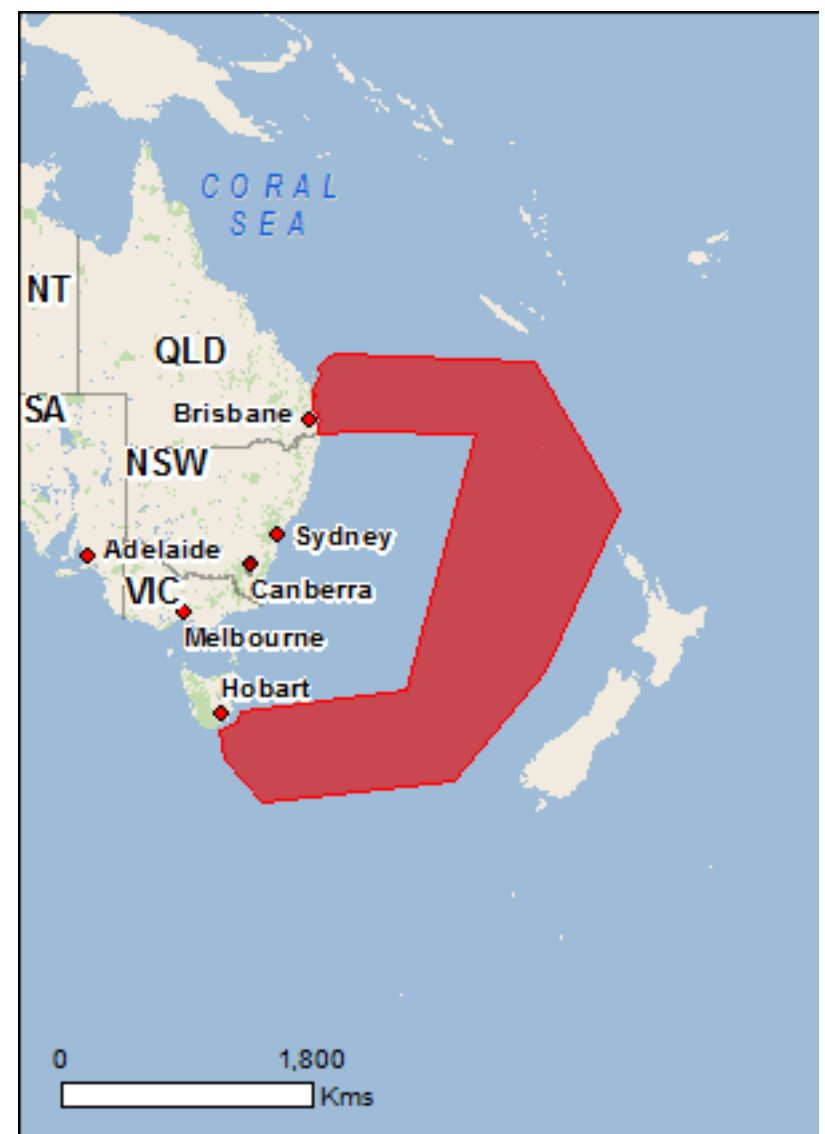 CORAL
SEA
NT
QLD
SA
Brisbane
NSW
Sydney
Adelaide
VIC
Canberra
Melbourne
Hobart
0 1,800
Kms